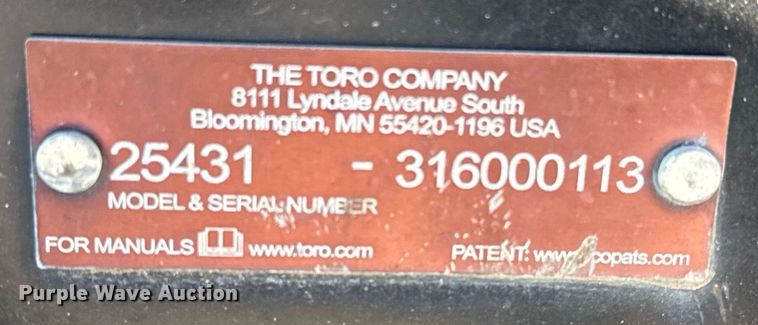 THE TORO COMPANY
8111 Lyndale Avenue South
Bloomington, MN 55420-1196 USA
25431 - 316000113
MODEL & SERIAL NUMBER
FOR MANUALS www.toro.com PATENT:
Purple Wave Auction